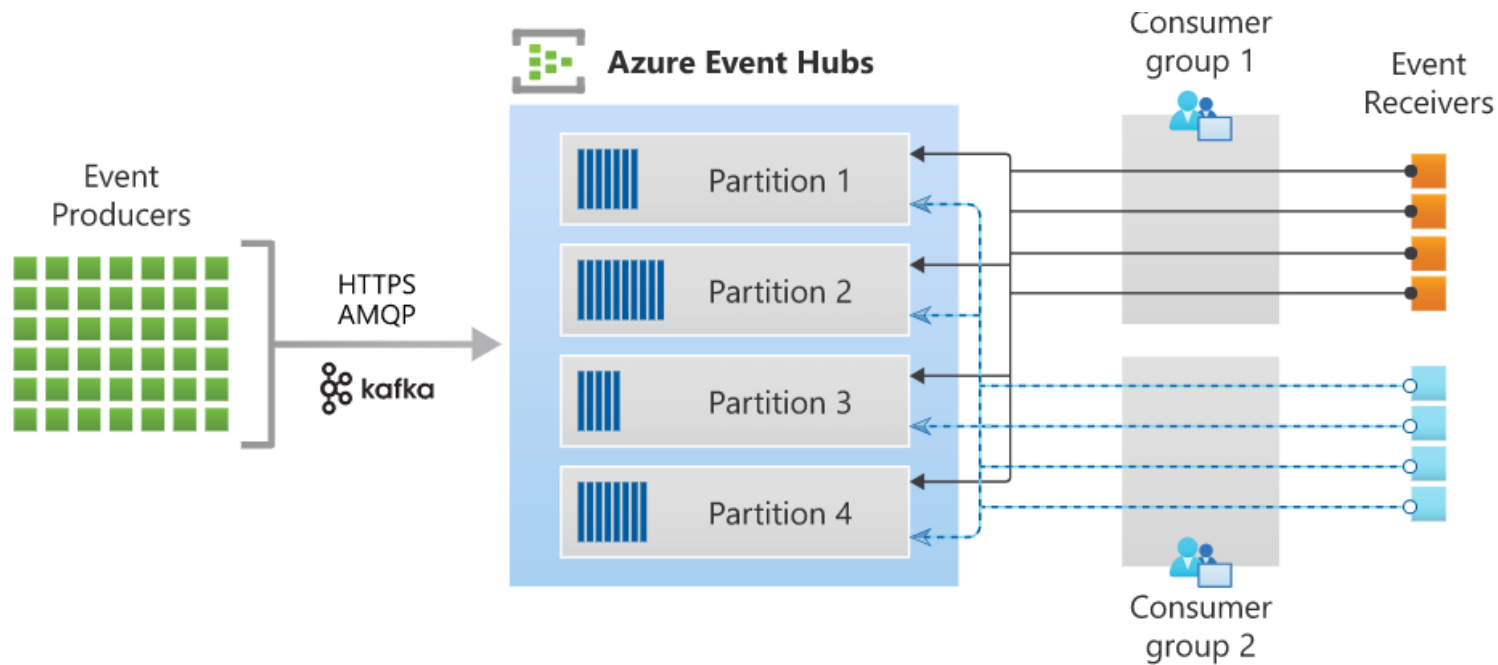 Azure Event Hubs
Event
Producers
HTTPS
AMQP
kafka
Partition 1
Partition 2
Partition 3
Partition 4
Consumer
group 1
Event
Receivers
Consumer
group 2